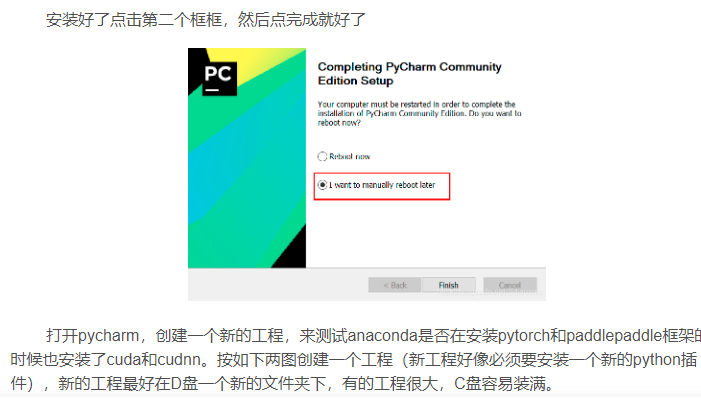 安装好了点击第二个框框，然后点完成就好了
PC
Completing PyCharm Community
Edition Setup
Your computer must be restarted in order to complete the
installation of PyCharm Community Edition. Do you want to
reboot now?
Reboot now
I want to manually reboot later
< Back Finish Cancel
打开pycharm，创建一个新的工程，来测试anaconda是否在安装pytorch和paddlepaddle框架的
时候也安装了cuda和cudnn。按如下两图创建一个工程（新工程好像必须要安装一个新的python插
件），新的工程最好在D盘一个新的文件夹下，有的工程很大，C盘容易装满。